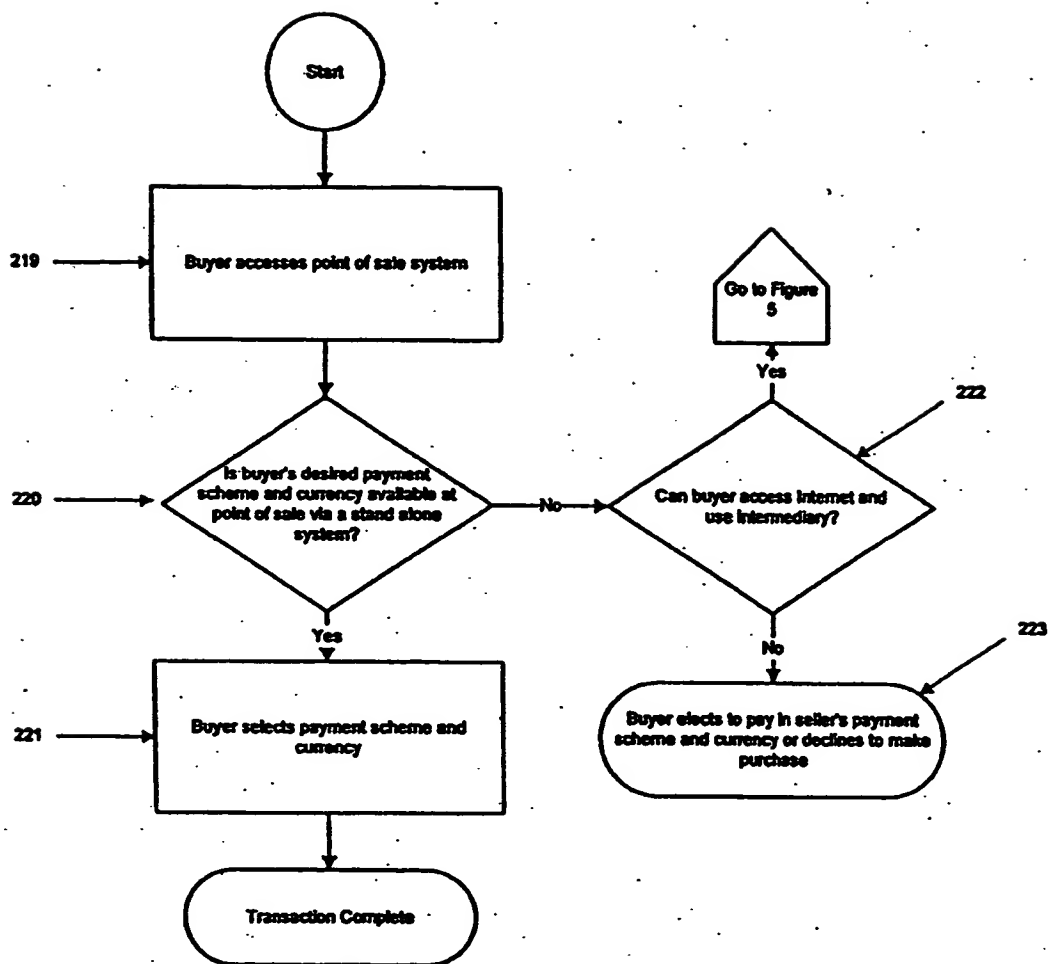 Start
219
Buyer accesses point of sale system
Go to Figure
5
Yes
222
220
Is buyer's desired payment
scheme and currency available at
point of sale via a stand alone
system?
No
Can buyer access Internet and
use intermediary?
Yes
No
223
221
Buyer selects payment scheme and
currency
Buyer elects to pay in seller's payment
scheme and currency or declines to make
purchase
Transaction Complete